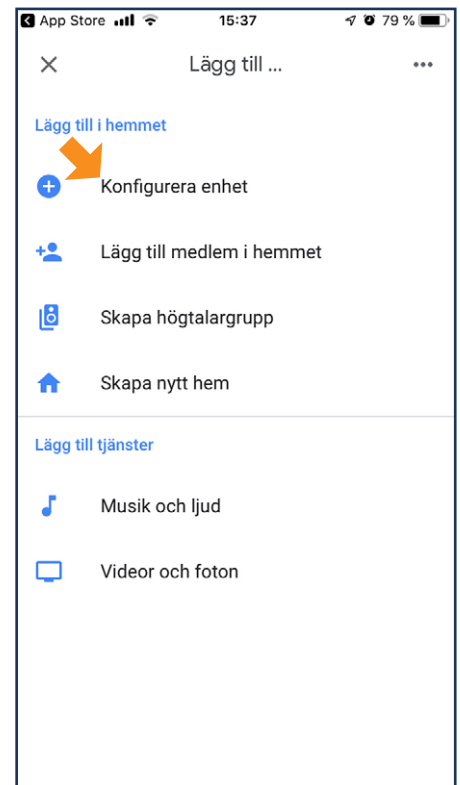 App Store 15:37 79 %
Lägg till ...
Lägg till i hemmet
Konfigurera enhet
Lägg till medlem i hemmet
Skapa högtalargrupp
Skapa nytt hem
Lägg till tjänster
Musik och ljud
Videor och foton